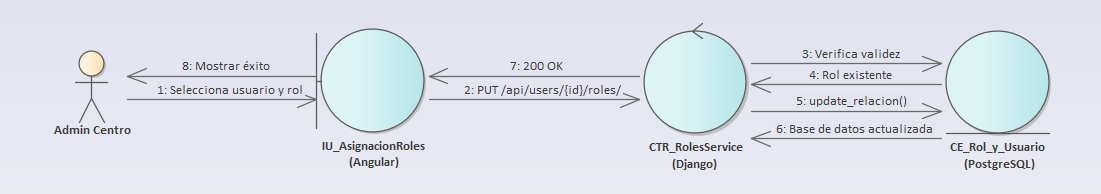 8: Mostrar éxito
1: Selecciona usuario y rol
Admin Centro
IU_AsignacionRoles
(Angular)
7: 200 OK
2: PUT /api/users/{id}/roles/
CTR_RolesService
(Django)
3: Verifica validez
4: Rol existente
5: update_relacion()
6: Base de datos actualizada
CE_Rol_y_Usuario
(PostgreSQL)